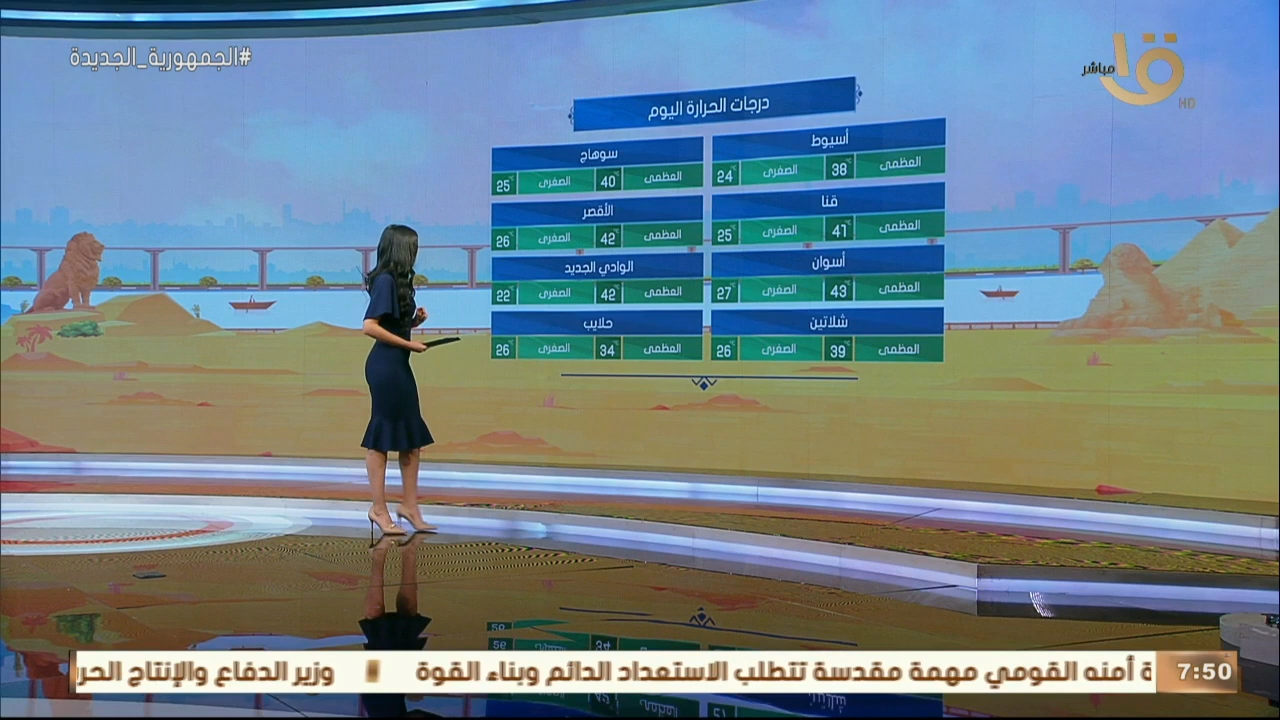 #الجمهورية_الجديدة
مباشر
HD
درجات الحرارة اليوم
أسيوط
العظمى 38 الصغرى 24
سوهاج
العظمى 40 الصغرى 25
قنا
العظمى 41 الصغرى 25
الأقصر
العظمى 42 الصغرى 26
أسوان
العظمى 43 الصغرى 27
الوادي الجديد
العظمى 42 الصغرى 22
شلاتين
العظمى 39 الصغرى 26
حلايب
العظمى 34 الصغرى 26
7:50
ة أمنه القومي مهمة مقدسة تتطلب الاستعداد الدائم وبناء القوة وزير الدفاع والإنتاج الحر